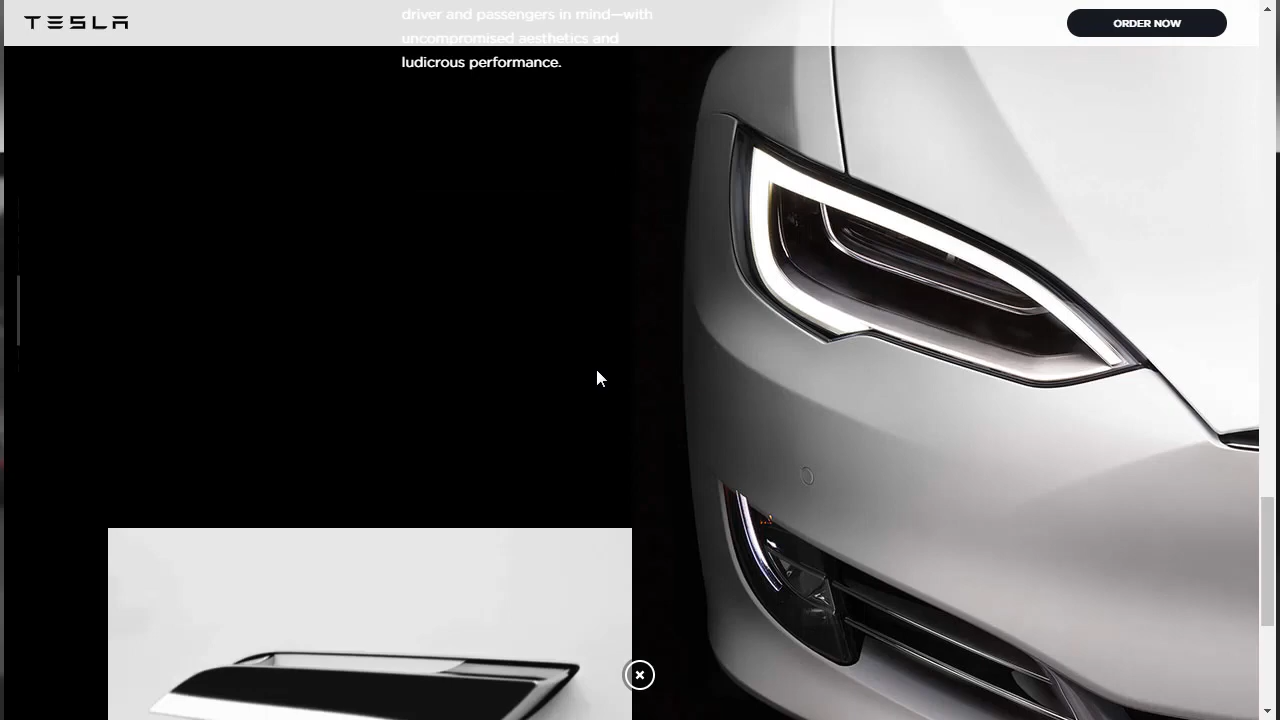 TESLA
ORDER NOW
driver and passengers in mind—with
uncompromised aesthetics and
ludicrous performance.